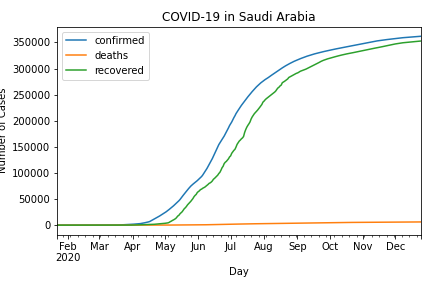 COVID-19 in Saudi Arabia
confirmed
deaths
recovered
350000
300000
250000
200000
150000
100000
50000
0
Number of Cases
Feb Mar Apr May Jun Jul Aug Sep Oct Nov Dec
2020
Day